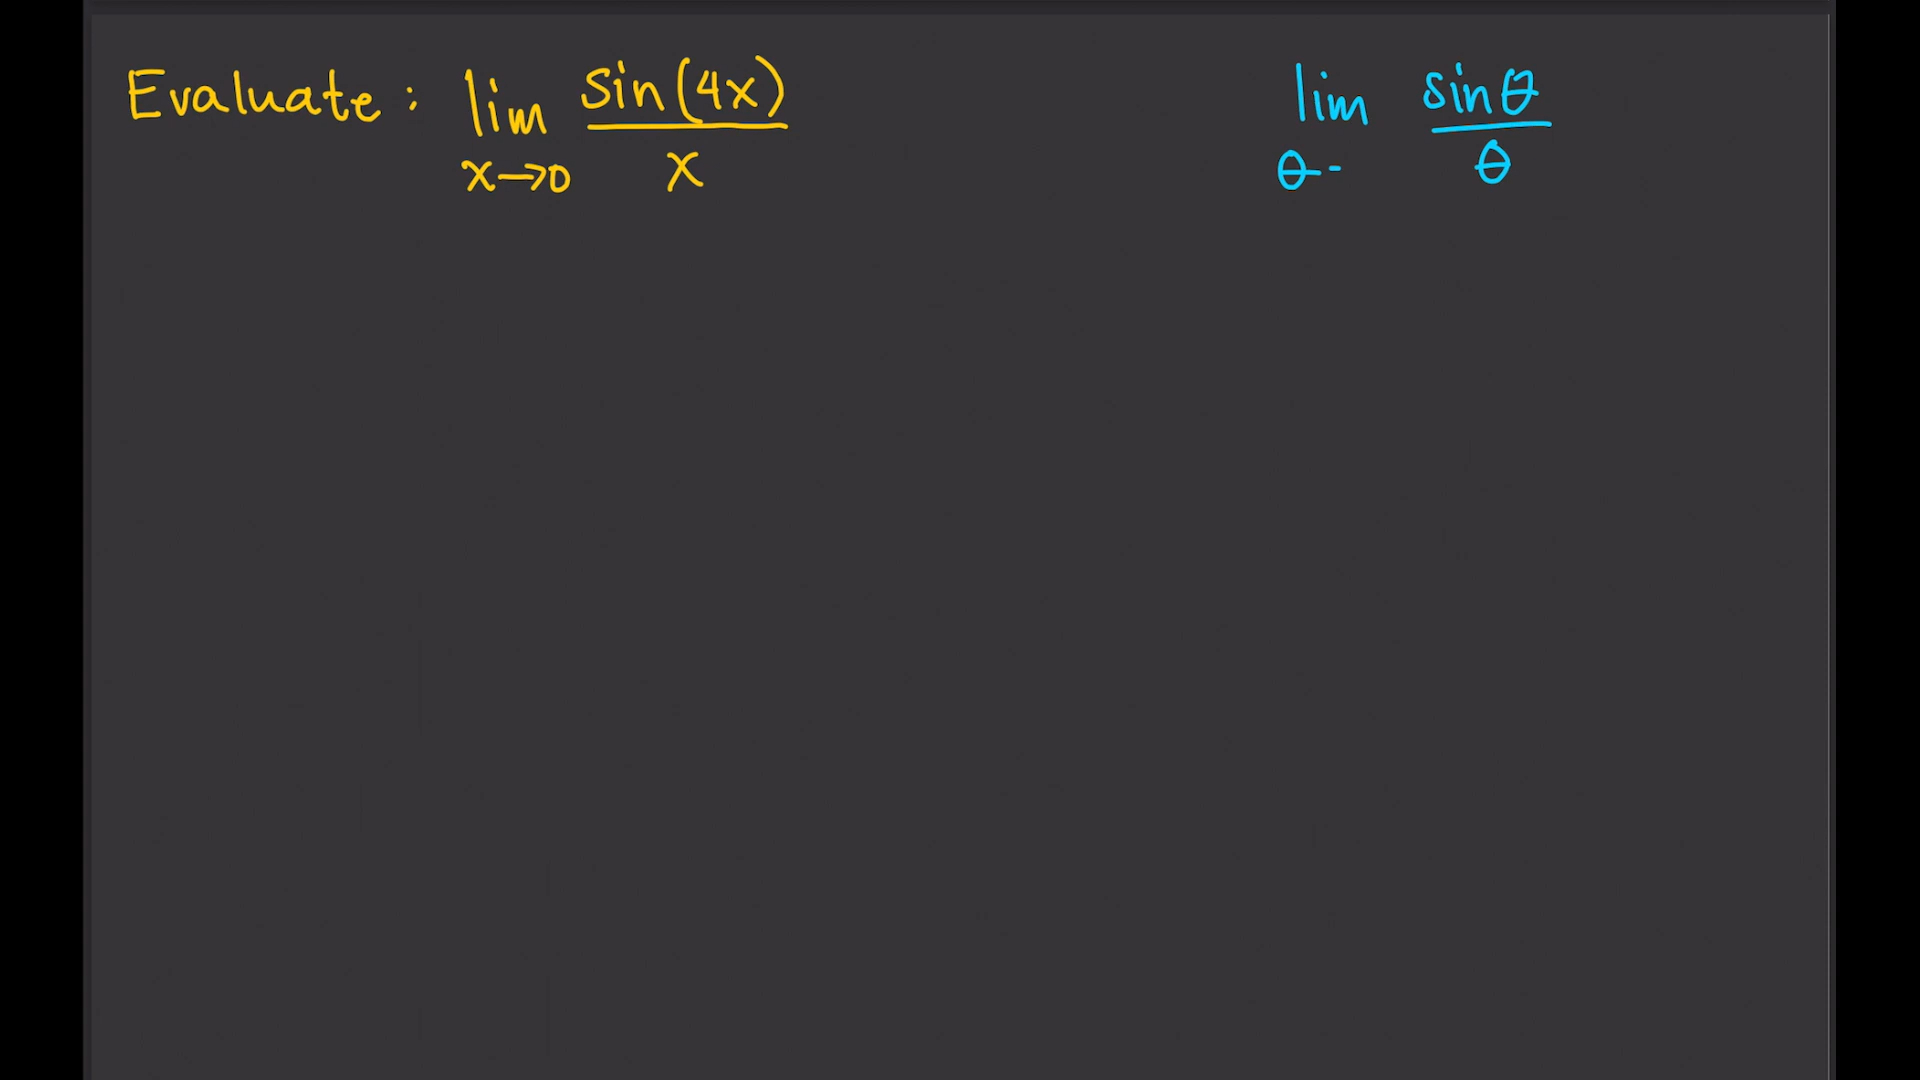 Evaluate: lim x→0 sin(4x)/x
lim θ- sinθ/θ